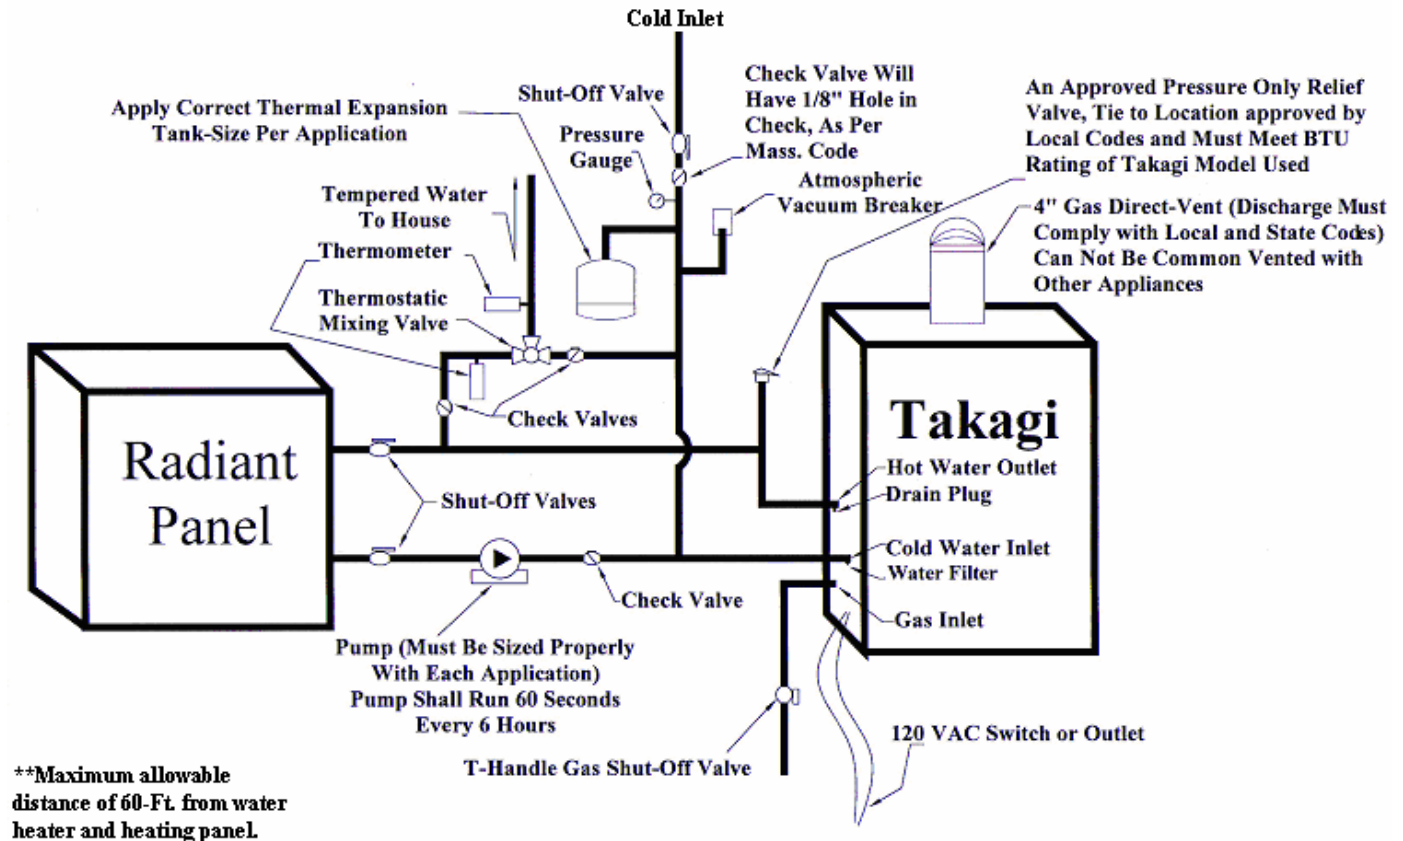 Cold Inlet
Apply Correct Thermal Expansion
Tank-Size Per Application
Shut-Off Valve
Pressure
Gauge
Check Valve Will
Have 1/8" Hole in
Check, As Per
Mass. Code
An Approved Pressure Only Relief
Valve, Tie to Location approved by
Local Codes and Must Meet BTU
Rating of Takagi Model Used
Atmospheric
Vacuum Breaker
Tempered Water
To House
4" Gas Direct-Vent (Discharge Must
Comply with Local and State Codes)
Can Not Be Common Vented with
Other Appliances
Thermometer
Thermostatic
Mixing Valve
Check Valves
Radiant
Panel
Takagi
Hot Water Outlet
Drain Plug
Shut-Off Valves
Cold Water Inlet
Water Filter
Check Valve
Gas Inlet
Pump (Must Be Sized Properly
With Each Application)
Pump Shall Run 60 Seconds
Every 6 Hours
120 VAC Switch or Outlet
T-Handle Gas Shut-Off Valve
**Maximum allowable
distance of 60-Ft. from water
heater and heating panel.